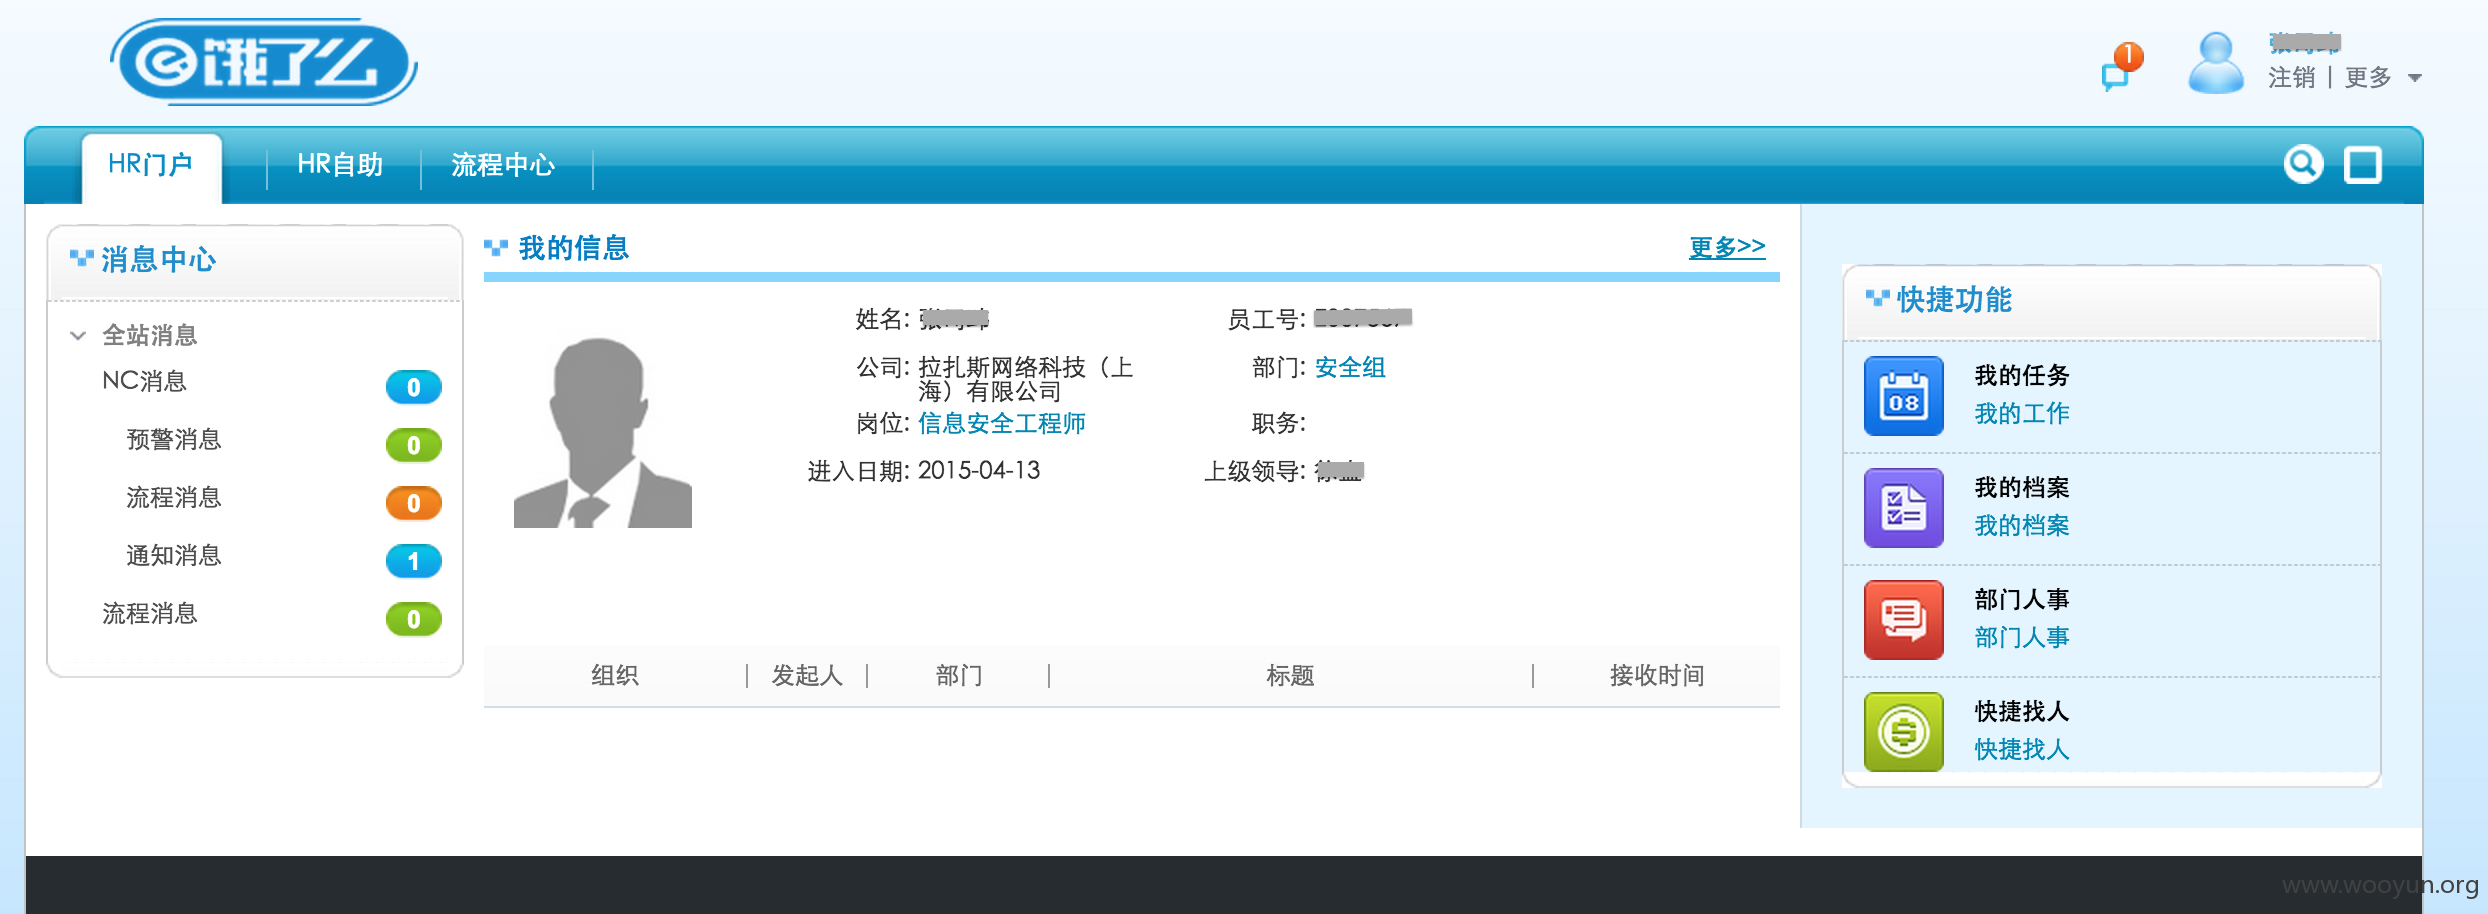 e饿了么
1
注销 | 更多
HR门户
HR自助
流程中心
消息中心
全站消息
NC消息 0
预警消息 0
流程消息 0
通知消息 1
流程消息 0
我的信息
更多>>
姓名:
员工号:
公司: 拉扎斯网络科技（上
海）有限公司
部门: 安全组
岗位: 信息安全工程师
职务:
进入日期: 2015-04-13
上级领导:
组织 | 发起人 | 部门 | 标题 | 接收时间
快捷功能
08
我的任务
我的工作
我的档案
我的档案
部门人事
部门人事
快捷找人
快捷找人
www.wooyun.org